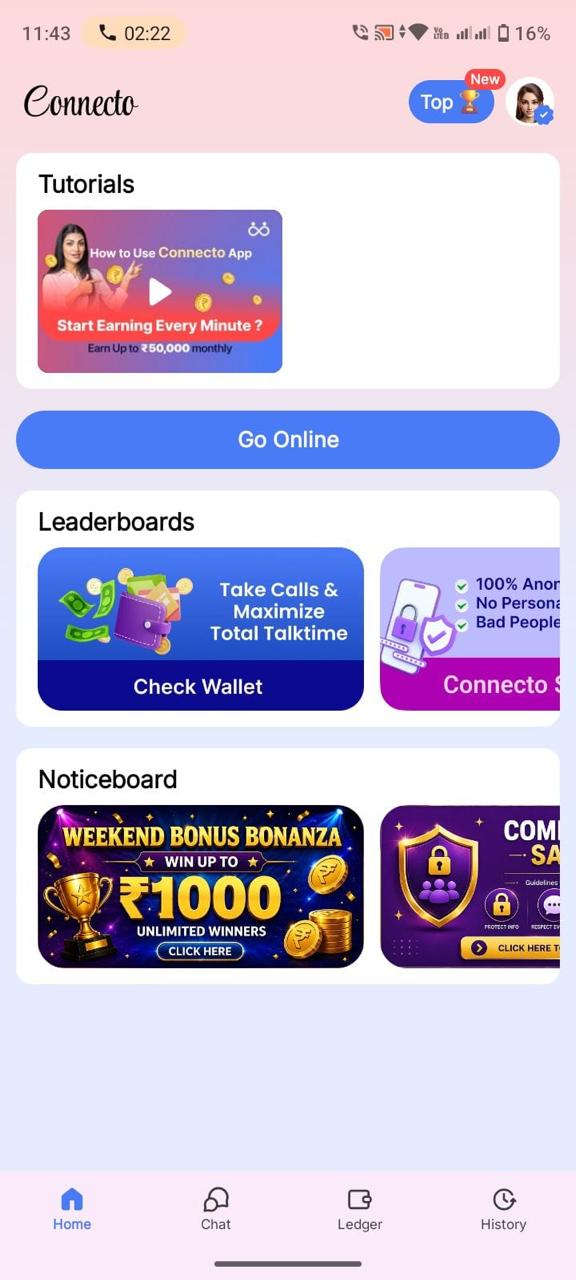 11:43 02:22 16%
Connecto
Top
New
Tutorials
How to Use Connecto App
Start Earning Every Minute ?
Earn Up to ₹50,000 monthly
Go Online
Leaderboards
Take Calls &
Maximize
Total Talktime
Check Wallet
100% Anon
No Persona
Bad People
Connecto S
Noticeboard
WEEKEND BONUS BONANZA
WIN UP TO
₹1000
UNLIMITED WINNERS
CLICK HERE
SA
Guidelines
PROTECT INFO
CLICK HERE
Home
Chat
Ledger
History